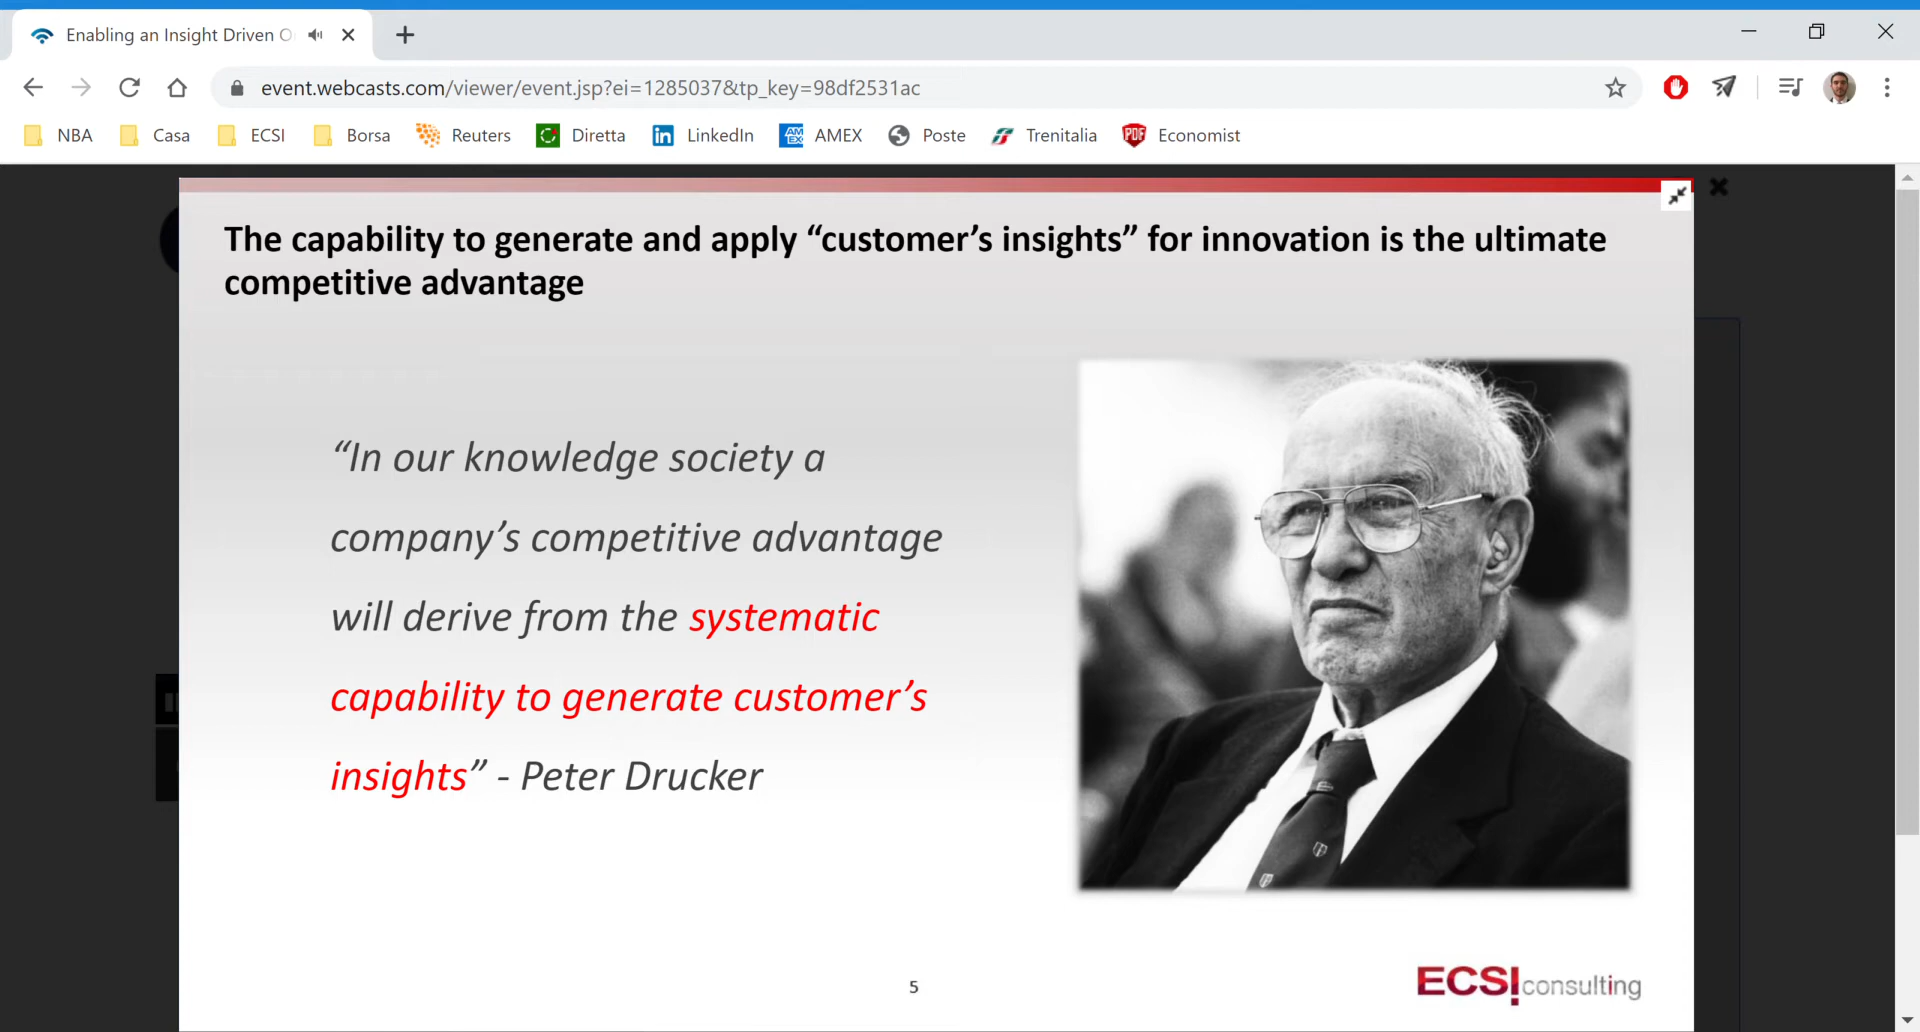 Enabling an Insight Driven O
event.webcasts.com/viewer/event.jsp?ei=1285037&tp_key=98df2531ac
NBA Casa ECSI Borsa Reuters Diretta LinkedIn AM EX AMEX Poste Trenitalia PDF Economist
The capability to generate and apply “customer’s insights” for innovation is the ultimate
competitive advantage
“In our knowledge society a
company’s competitive advantage
will derive from the systematic
capability to generate customer’s
insights” - Peter Drucker
5
ECSI consulting